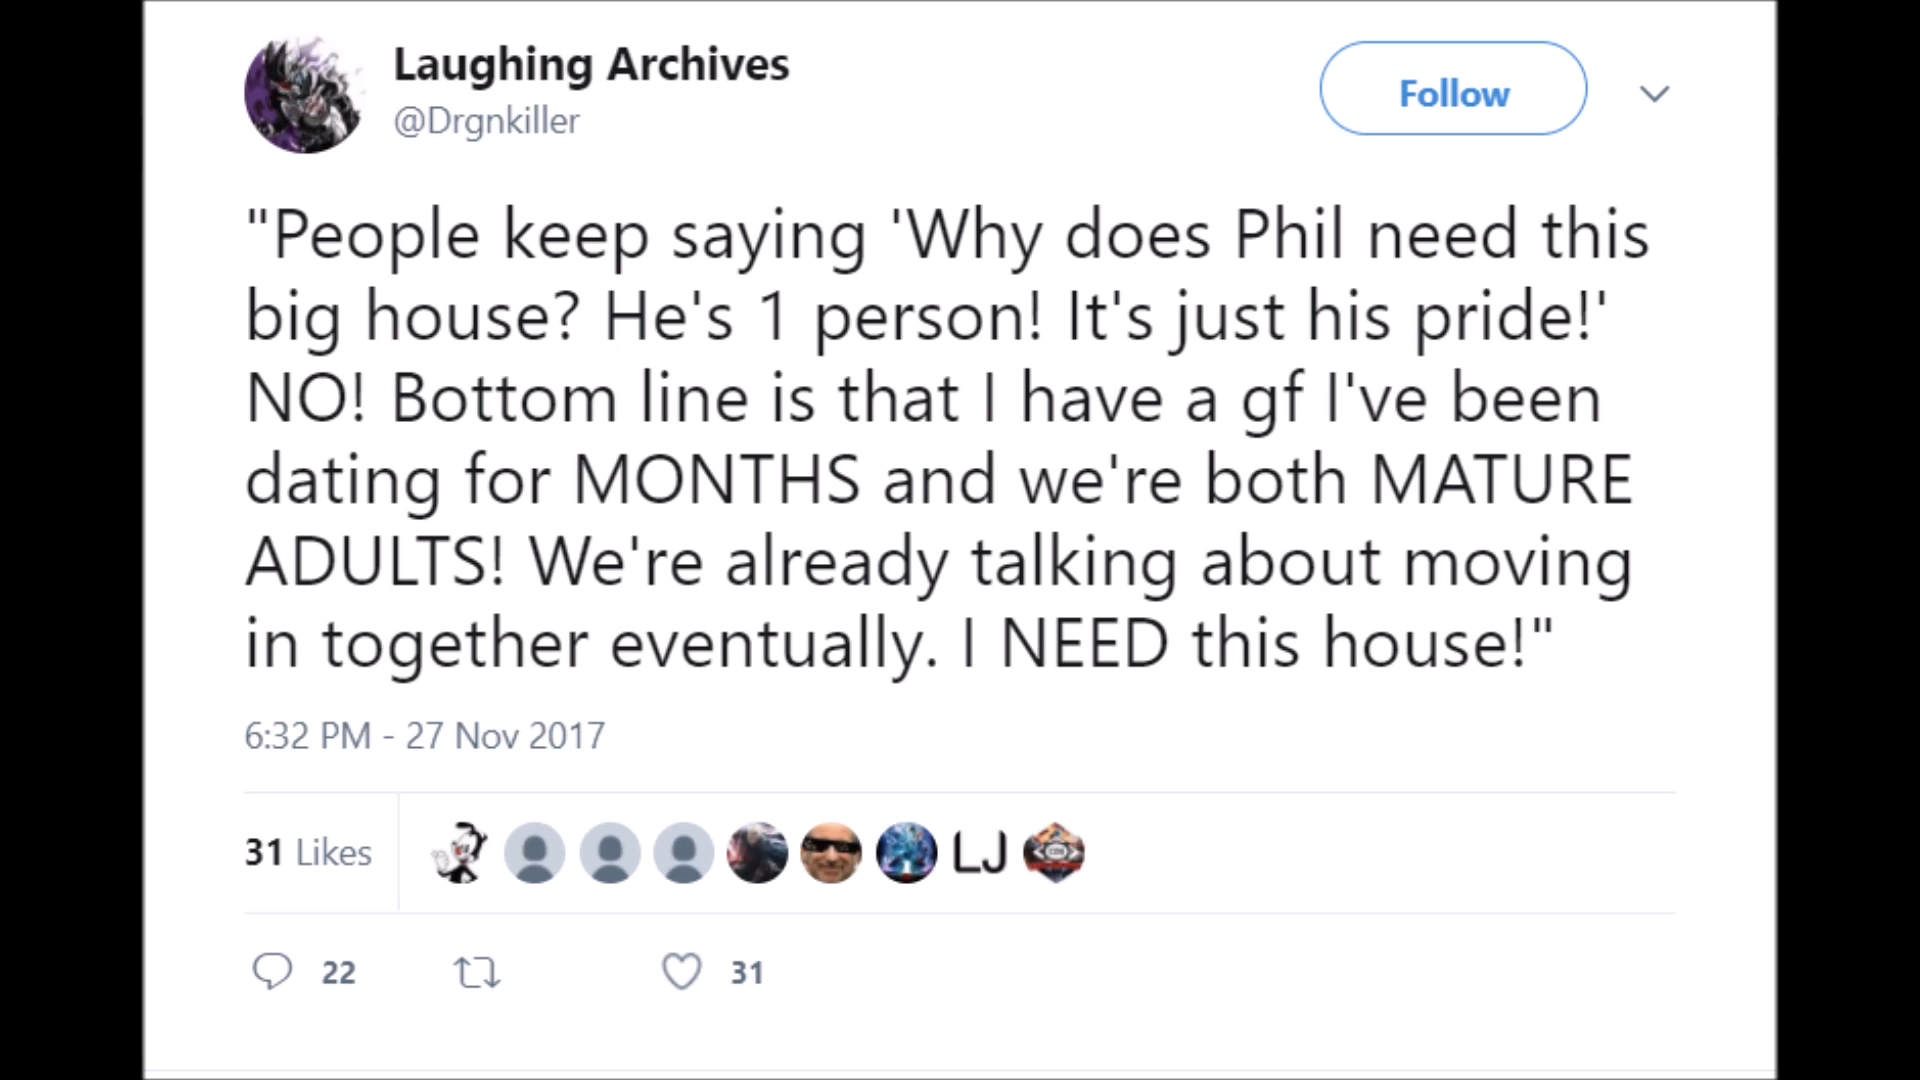 Laughing Archives
@Drgnkiller
Follow
"People keep saying 'Why does Phil need this
big house? He's 1 person! It's just his pride!'
NO! Bottom line is that I have a gf I've been
dating for MONTHS and we're both MATURE
ADULTS! We're already talking about moving
in together eventually. I NEED this house!"
6:32 PM - 27 Nov 2017
31 Likes
LJ
22 31